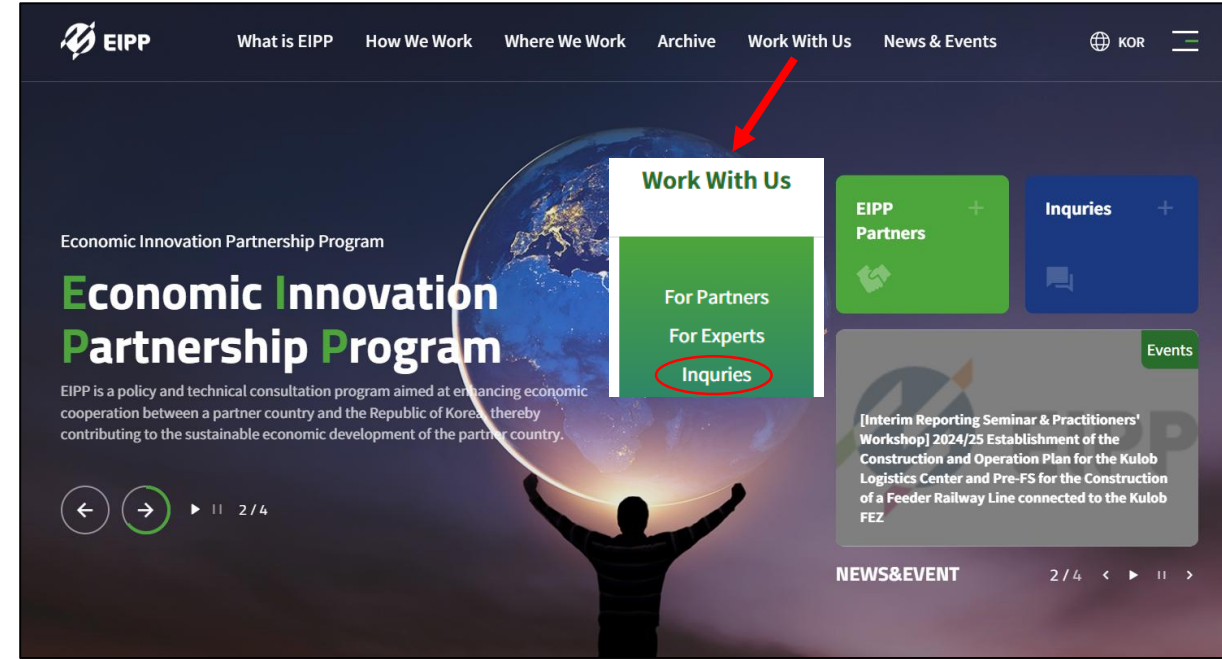 EIPP
What is EIPP
How We Work
Where We Work
Archive
Work With Us
News & Events
KOR
Work With Us
For Partners
For Experts
Inquries
Economic Innovation Partnership Program
Economic Innovation
Partnership Program
EIPP is a policy and technical consultation program aimed at enhancing economic
cooperation between a partner country and the Republic of Korea, thereby
contributing to the sustainable economic development of the partner country.
2 / 4
EIPP
Partners
Inquries
Events
EIPP
[Interim Reporting Seminar & Practitioners'
Workshop] 2024/25 Establishment of the
Construction and Operation Plan for the Kulob
Logistics Center and Pre-FS for the Construction
of a Feeder Railway Line connected to the Kulob
FEZ
NEWS&EVENT
2 / 4